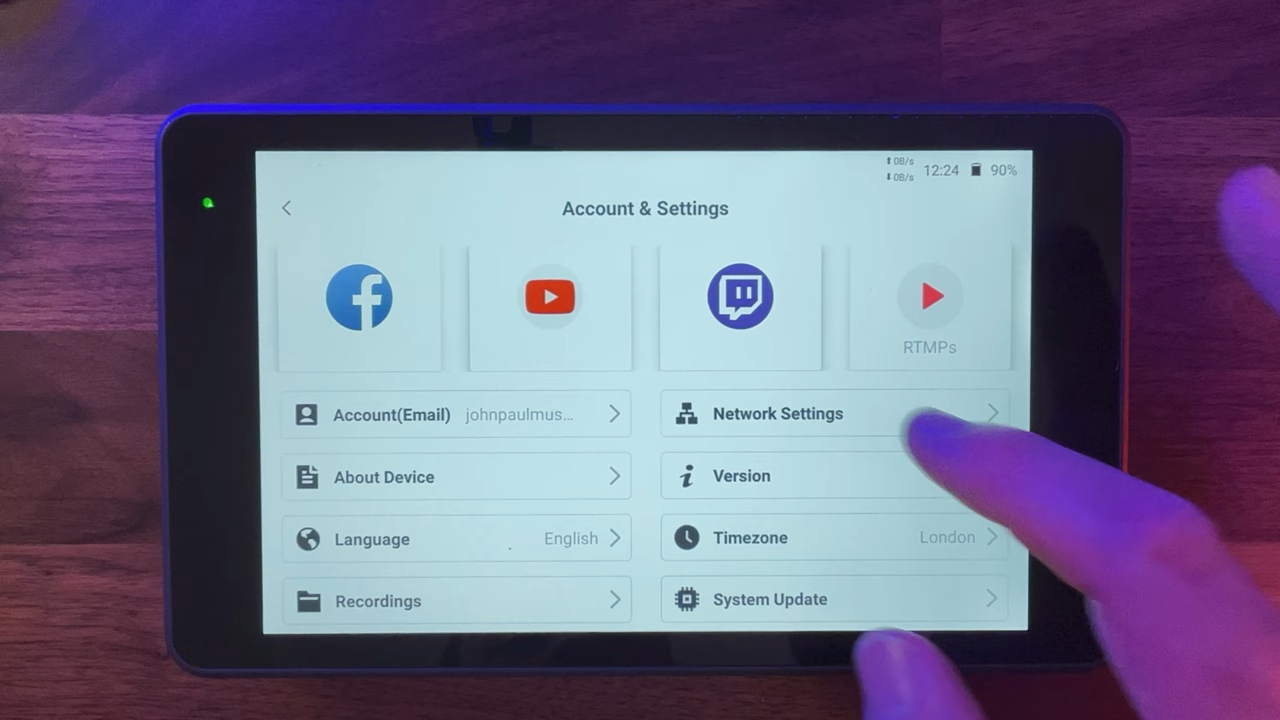 0B/s
0B/s
12:24
90%
Account & Settings
RTMPs
Account(Email) johnpaulmus...
Network Settings
About Device
Version
Language English
Timezone London
Recordings
System Update